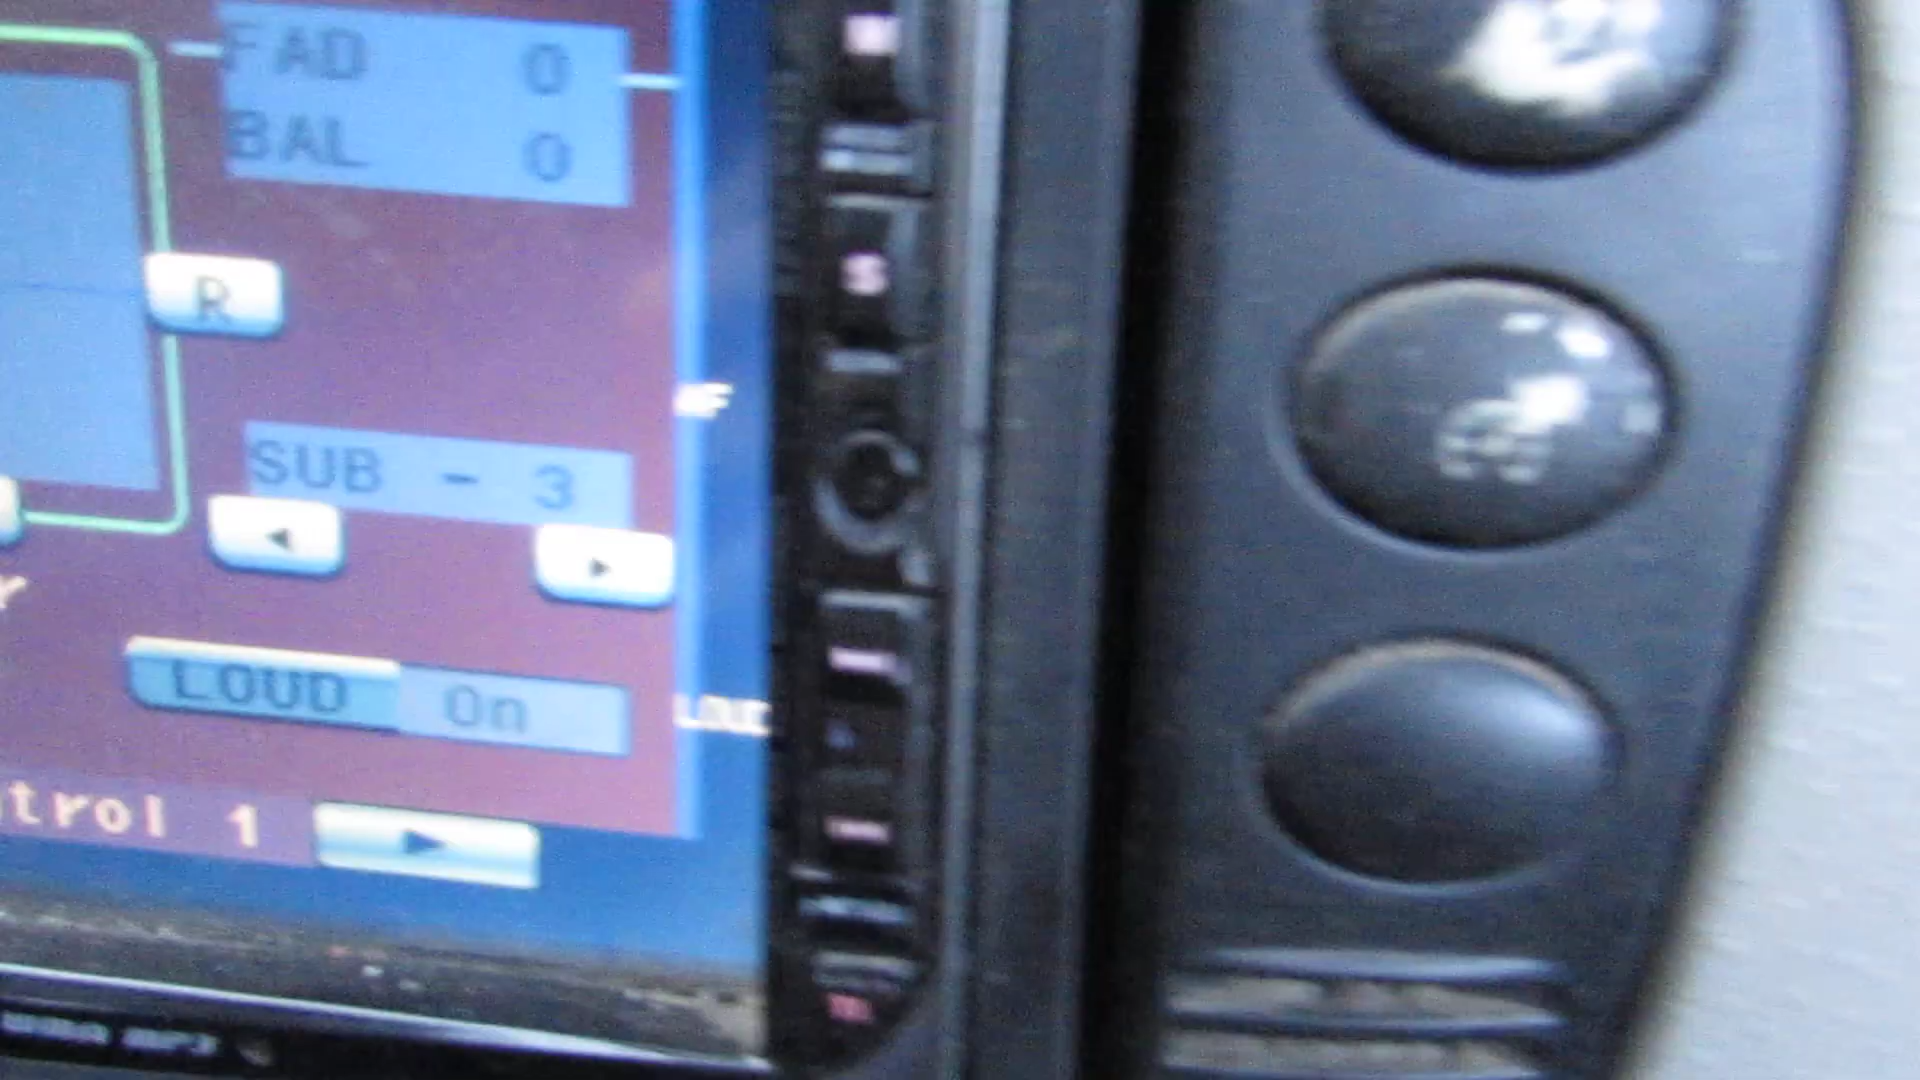 FAD 0
BAL 0
R
SUB - 3
LOUD On
trol 1